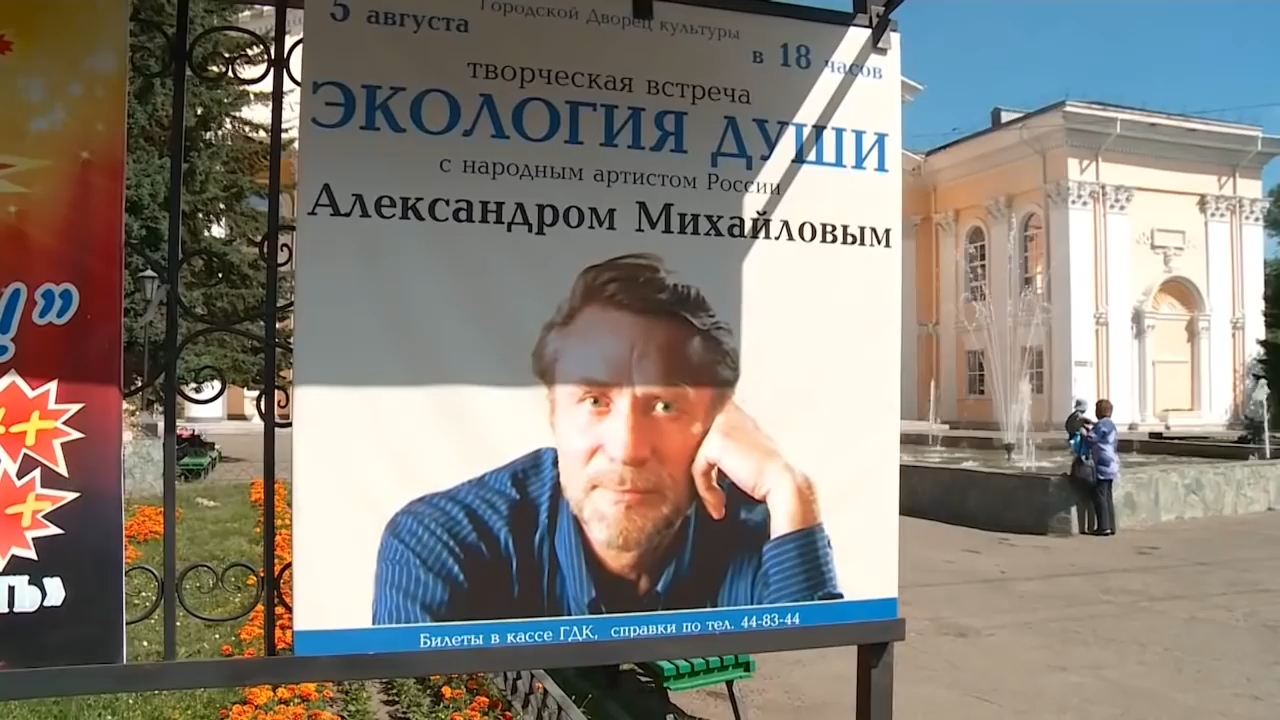 5 августа
Городской Дворец культуры
в 18 часов
творческая встреча
ЭКОЛОГИЯ ДУШИ
с народным артистом России
Александром Михайловым
Билеты в кассе ГДК, справки по тел. 44-83-44
!”
ть»